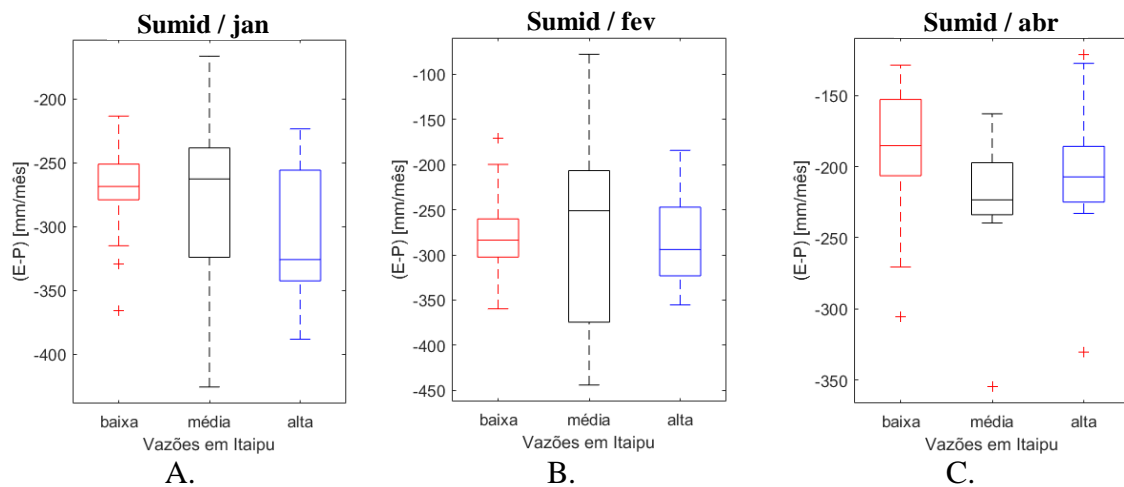 Sumid / jan
-200
-250
-300
-350
-400
(E-P) [mm/mês]
baixa média alta
Vazões em Itaipu
A.
Sumid / fev
-100
-150
-200
-250
-300
-350
-400
-450
(E-P) [mm/mês]
baixa média alta
Vazões em Itaipu
B.
Sumid / abr
-150
-200
-250
-300
-350
(E-P) [mm/mês]
baixa média alta
Vazões em Itaipu
C.